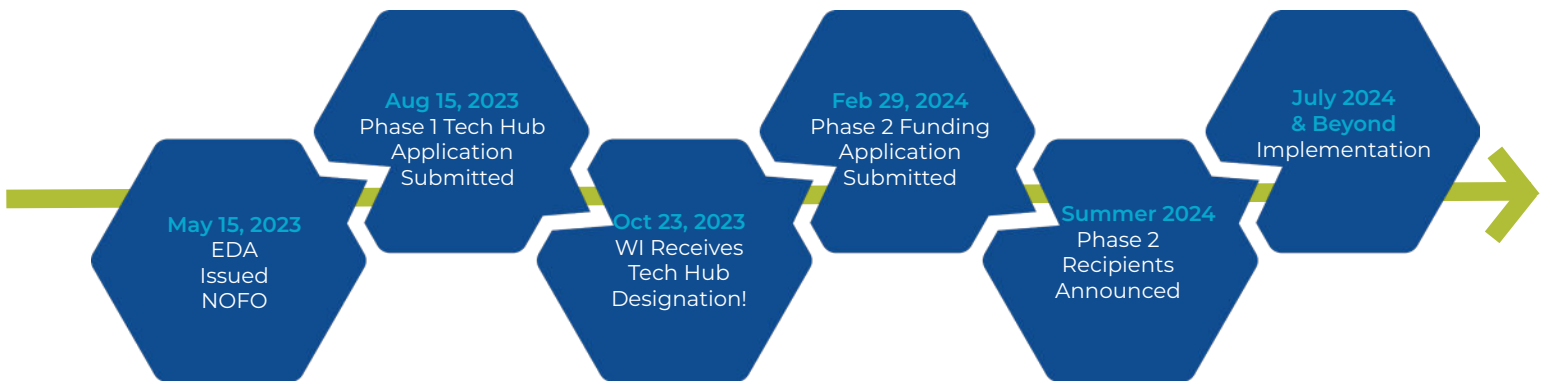 May 15, 2023
EDA
Issued
NOFO
Aug 15, 2023
Phase 1 Tech Hub
Application
Submitted
Oct 23, 2023
WI Receives
Tech Hub
Designation!
Feb 29, 2024
Phase 2 Funding
Application
Submitted
Summer 2024
Phase 2
Recipients
Announced
July 2024
& Beyond
Implementation